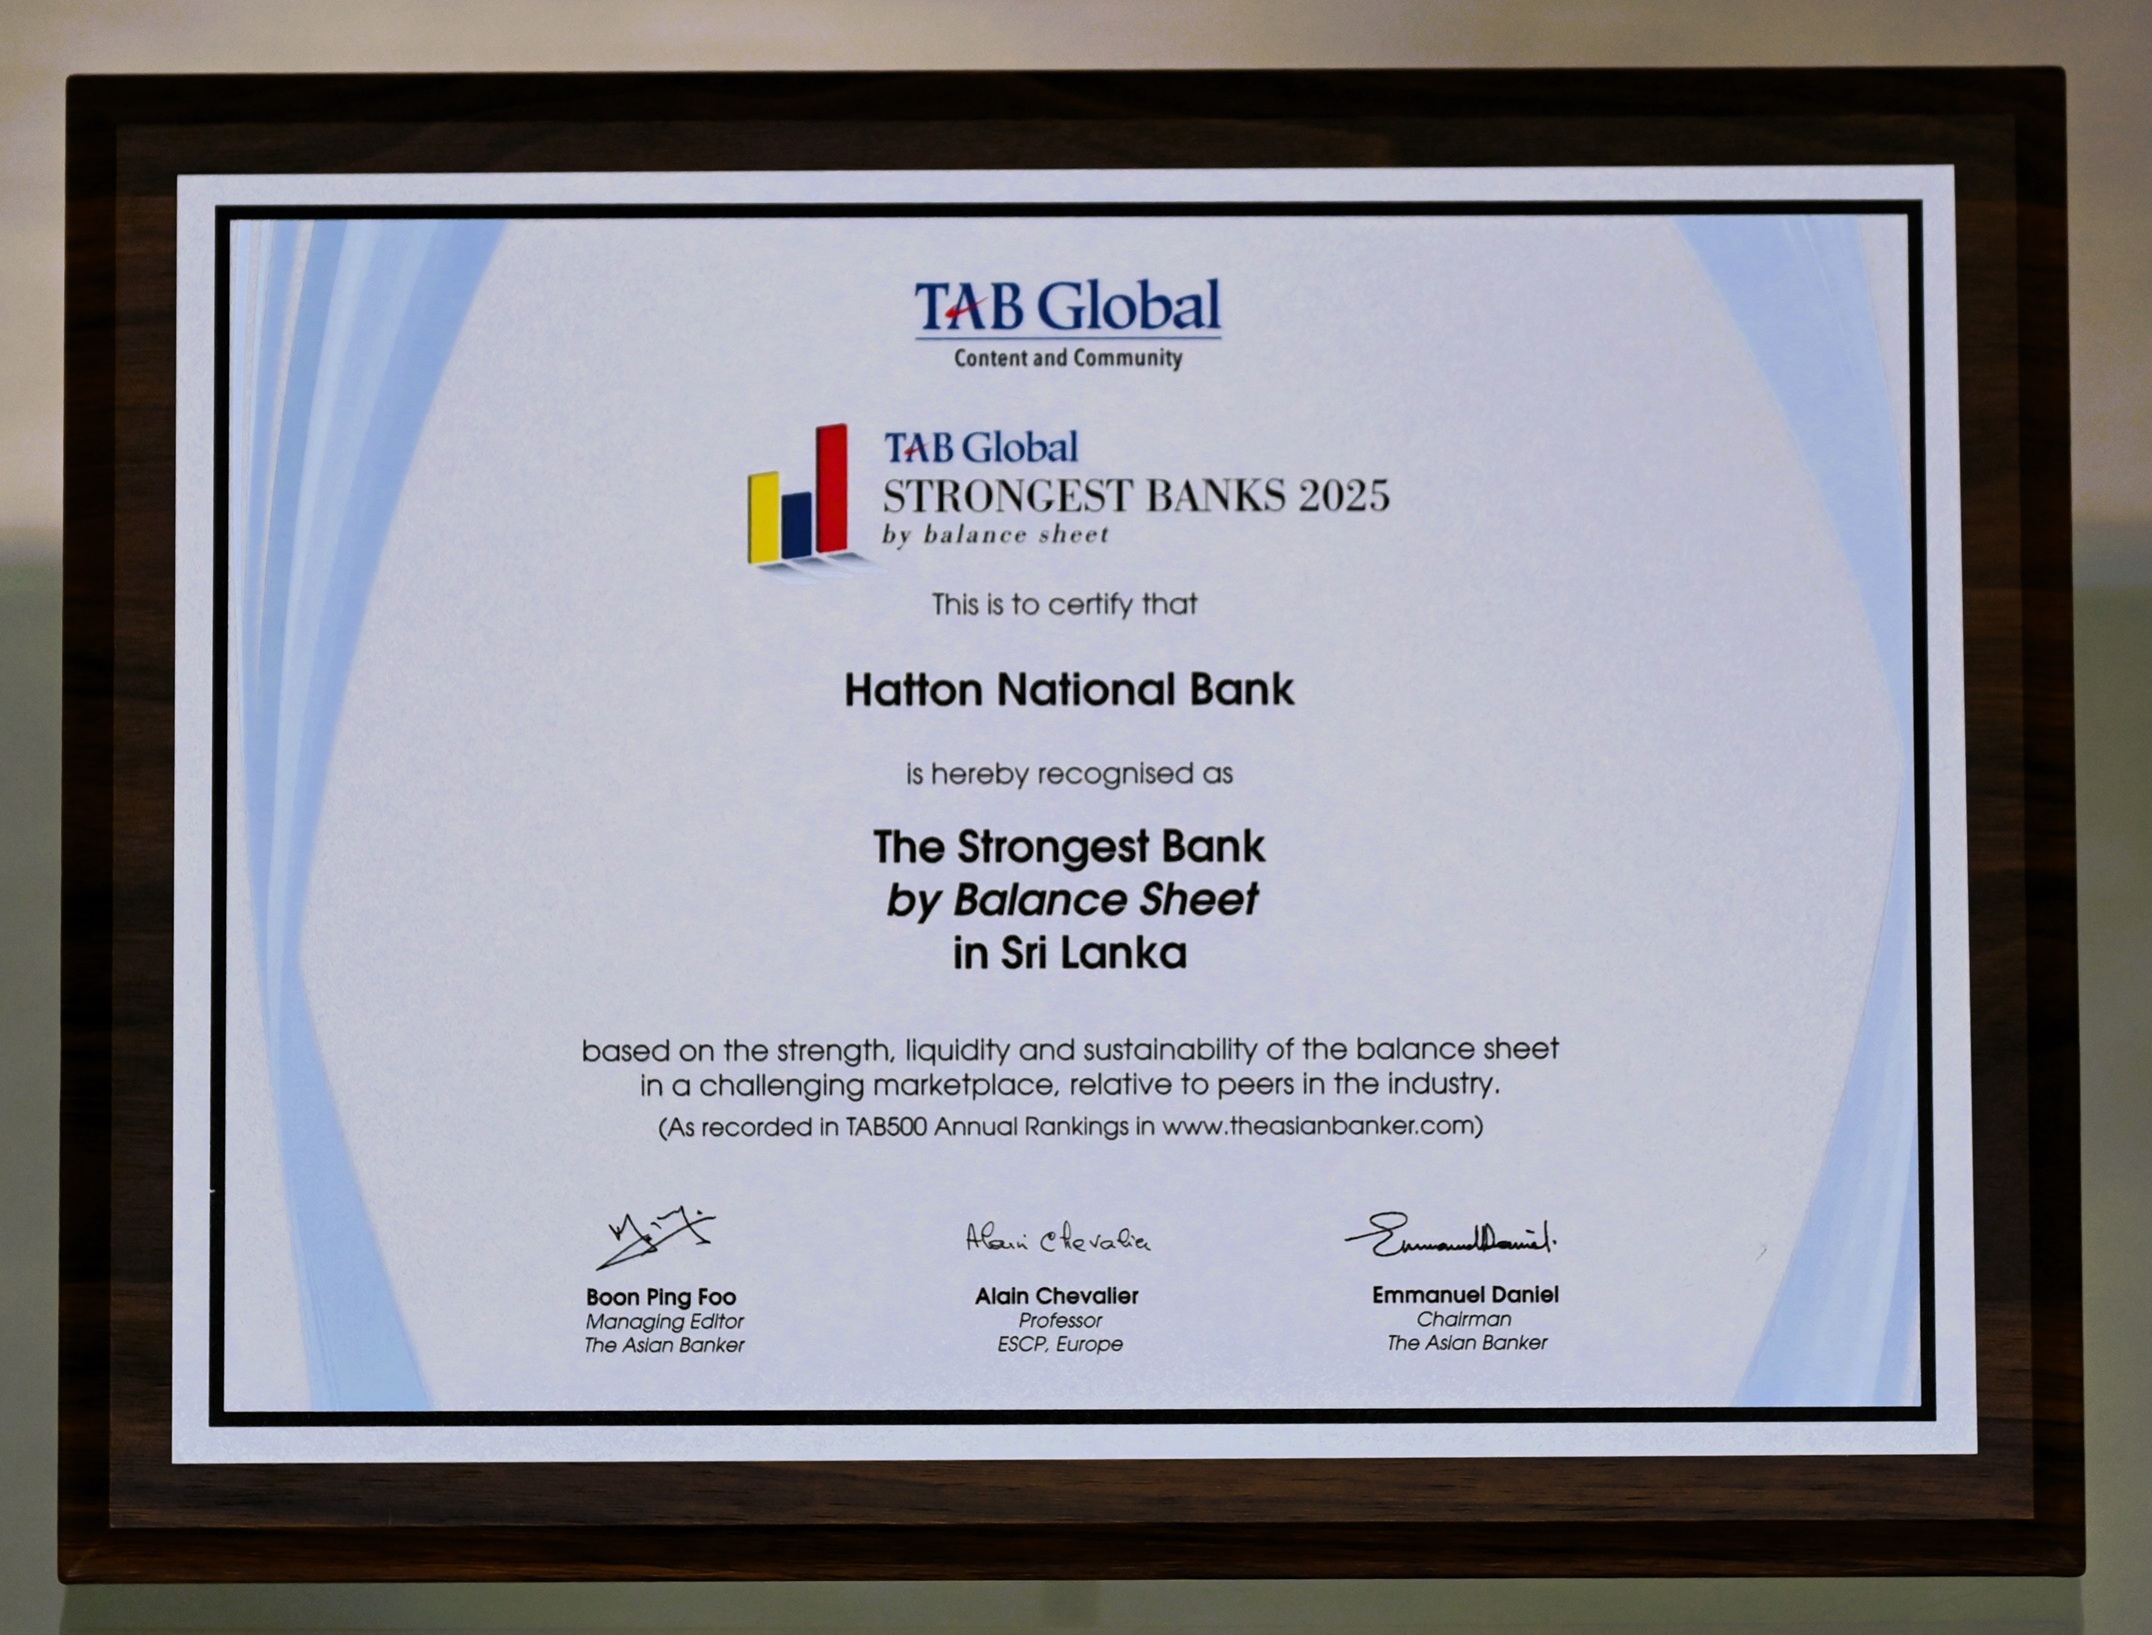 TAB Global
Content and Community
TAB Global
STRONGEST BANKS 2025
by balance sheet
This is to certify that
Hatton National Bank
is hereby recognised as
The Strongest Bank
by Balance Sheet
in Sri Lanka
based on the strength, liquidity and sustainability of the balance sheet
in a challenging marketplace, relative to peers in the industry.
(As recorded in TAB500 Annual Rankings in www.theasianbanker.com)
Alain Chevalier
Emmanuel Daniel
Boon Ping Foo
Managing Editor
The Asian Banker
Alain Chevalier
Professor
ESCP, Europe
Emmanuel Daniel
Chairman
The Asian Banker